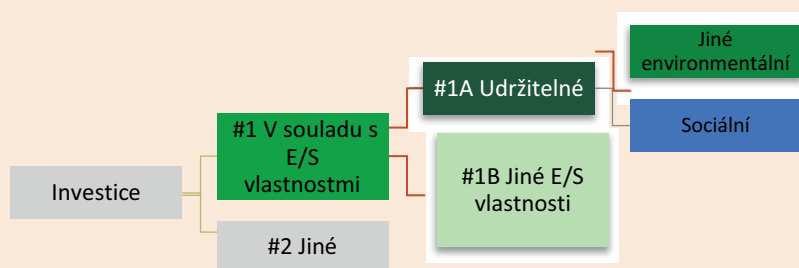 Investice
#1 V souladu s
E/S
vlastnostmi
#2 Jiné
#1A Udržitelné
#1B Jiné E/S
vlastnosti
Jiné
environmentální
Sociální